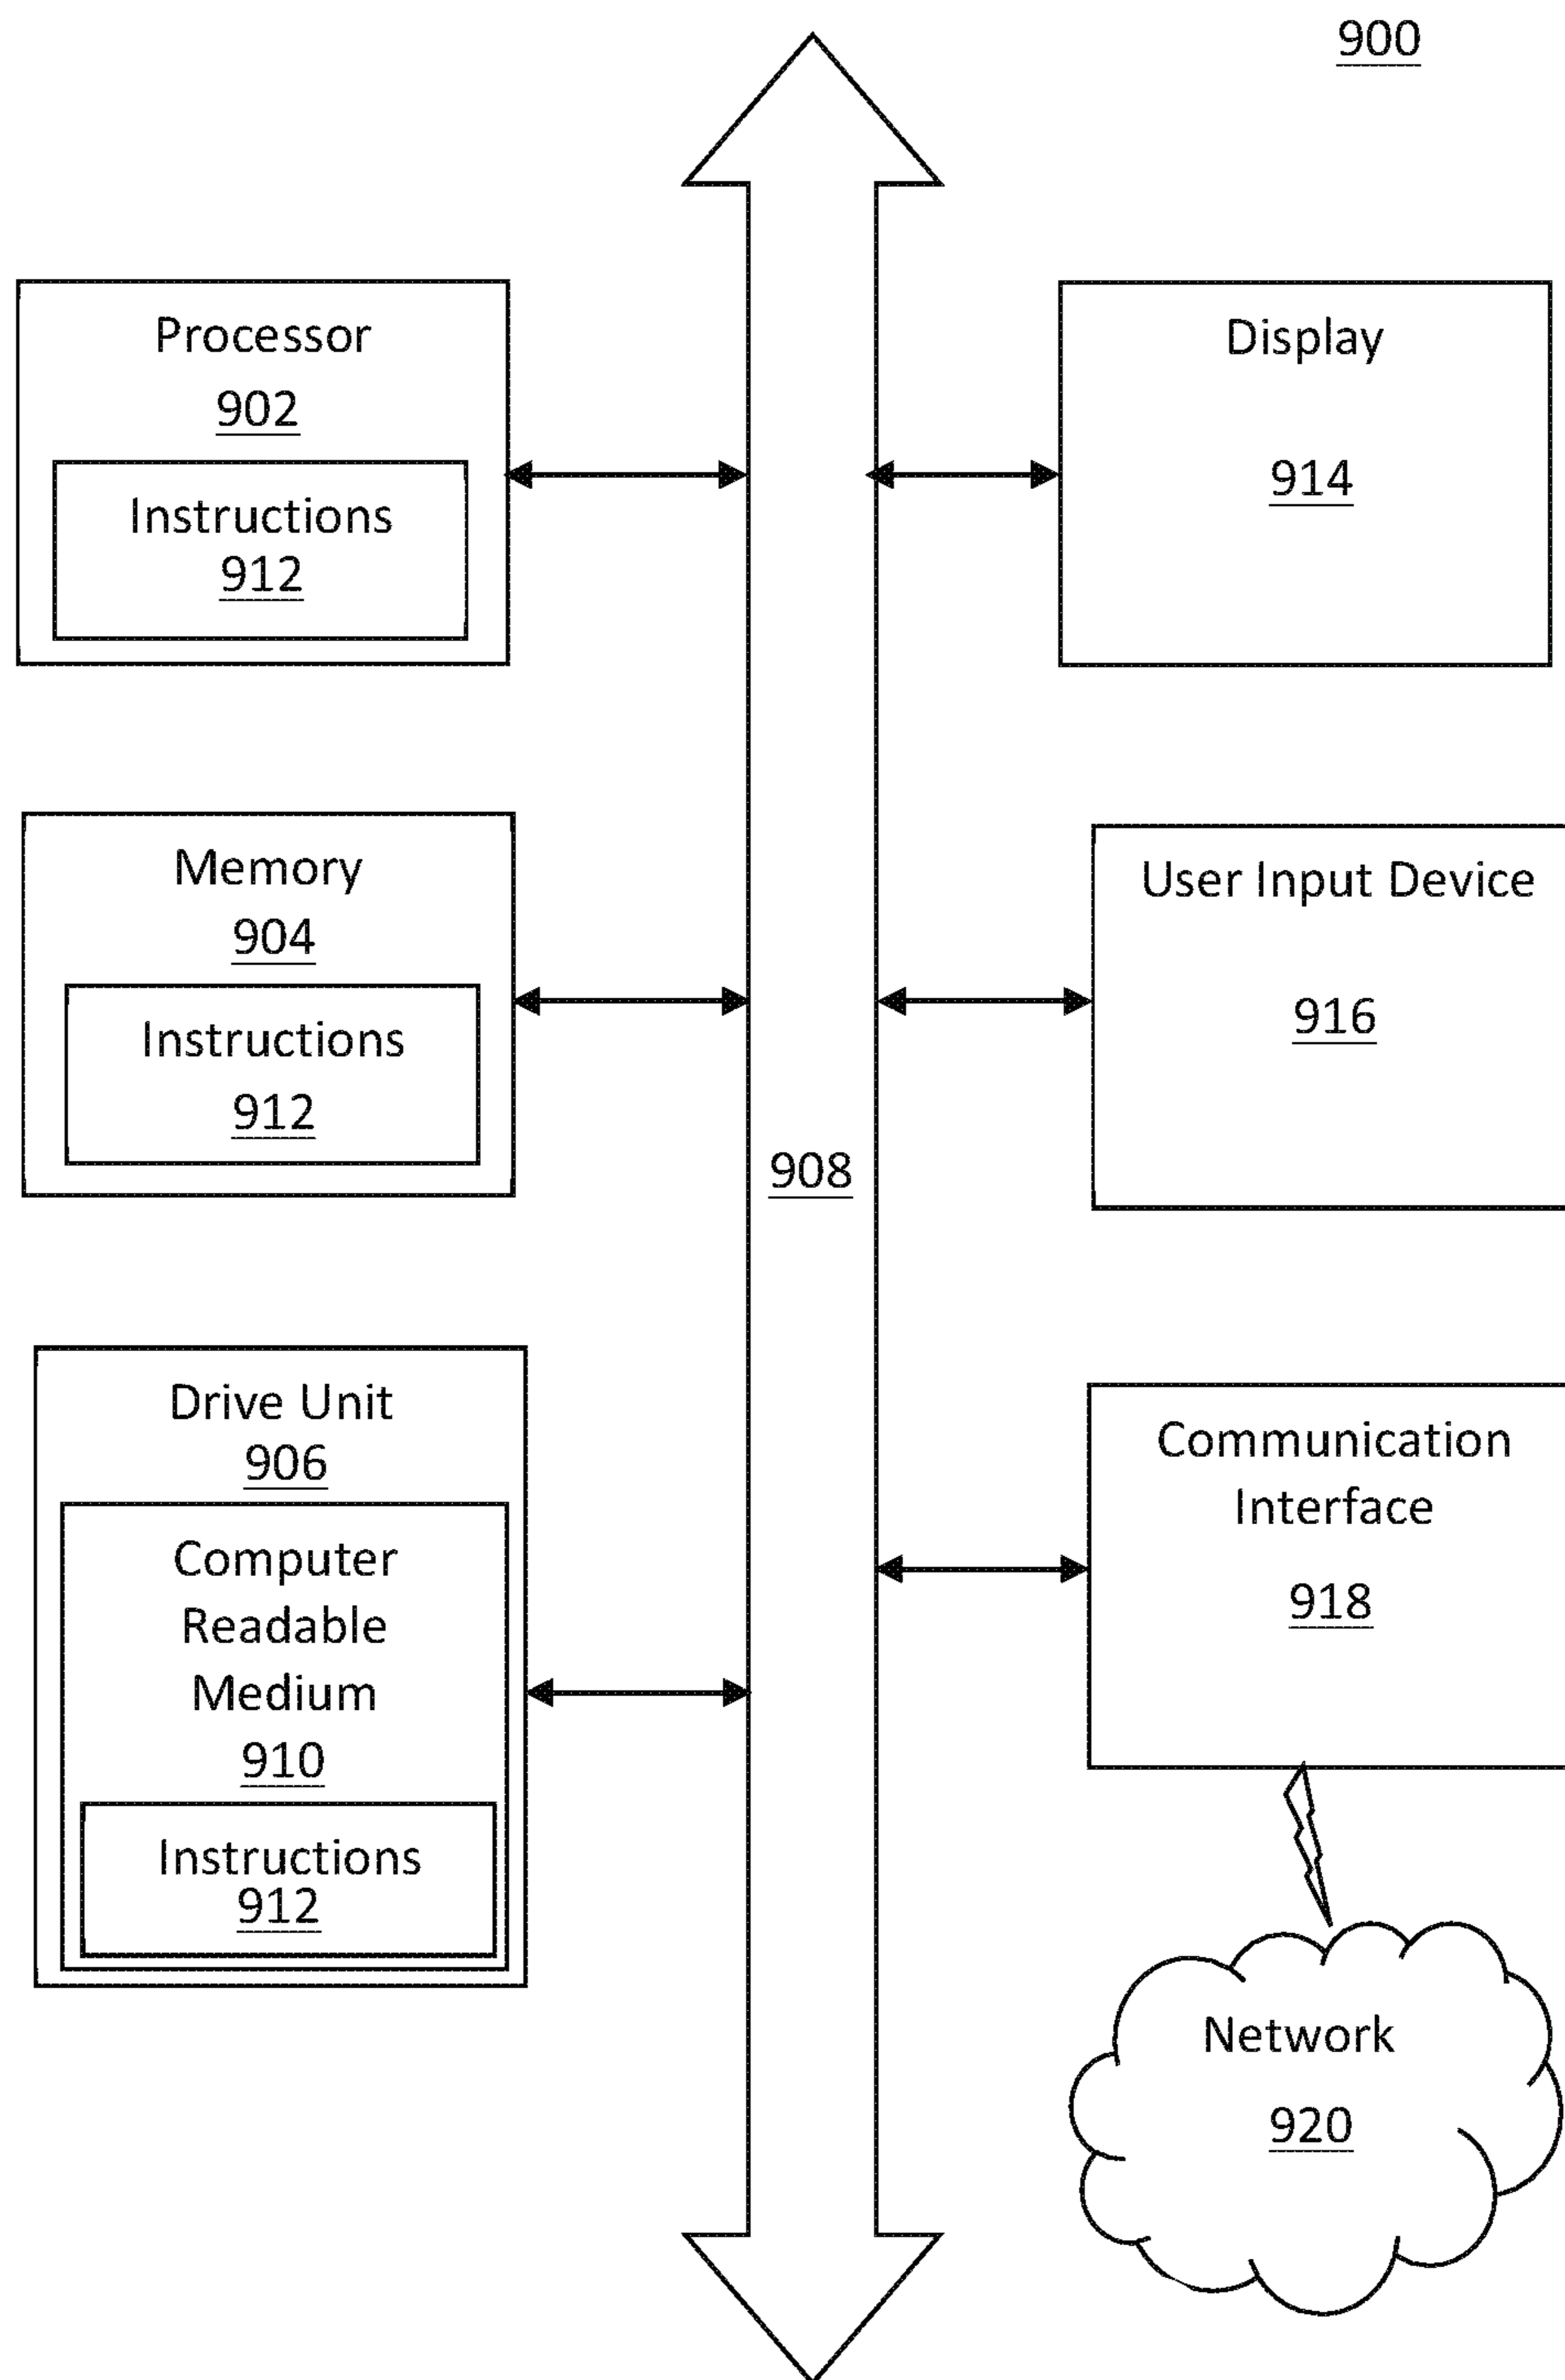 900
Processor
902
Instructions
912
Display
914
Memory
904
Instructions
912
User Input Device
916
908
Drive Unit
906
Computer
Readable
Medium
910
Instructions
912
Communication
Interface
918
Network
920